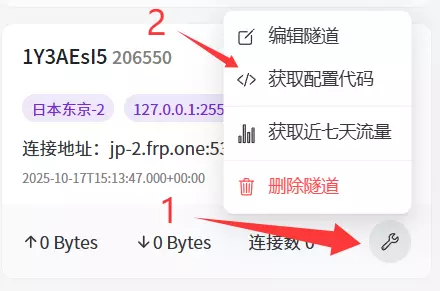 2
编辑隧道
1Y3AEsI5 206550
获取配置代码
日本东京-2
127.0.0.1:255
获取近七天流量
连接地址：jp-2.frp.one:53
2025-10-17T15:13:47.000+00:00
删除隧道
1
↑0 Bytes
↓0 Bytes
连接数 0